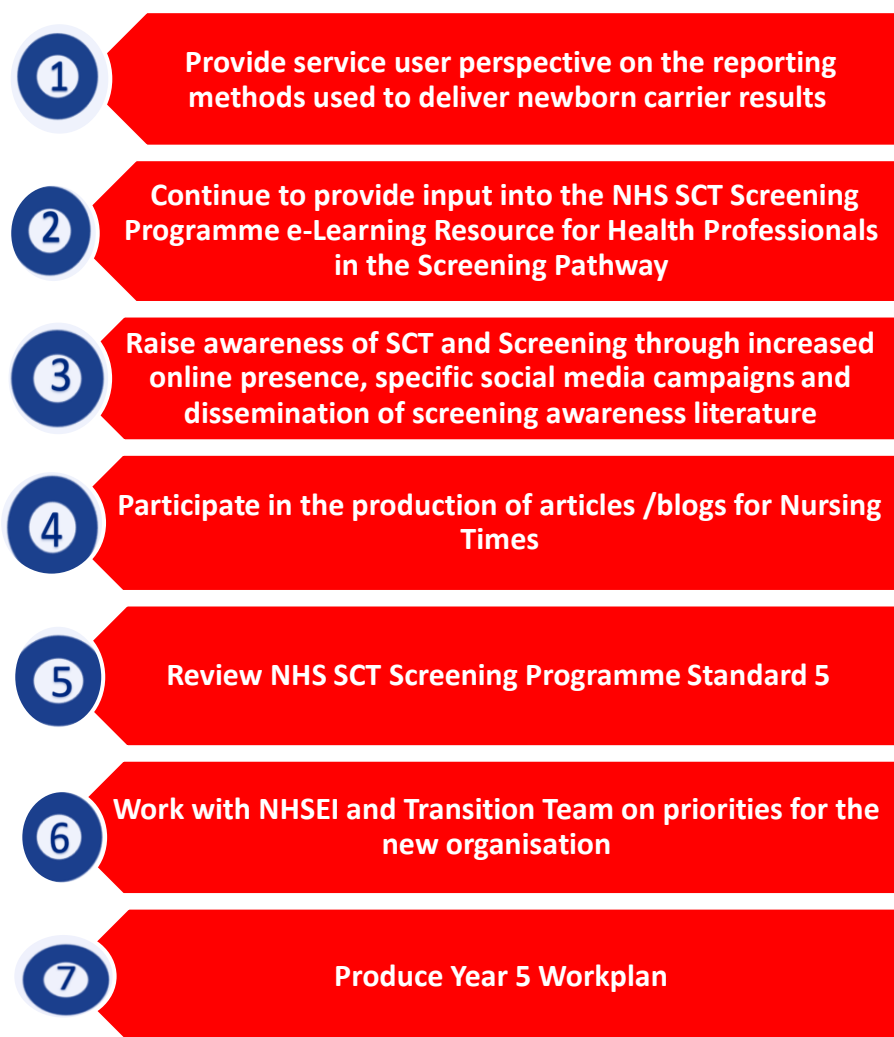 1
Provide service user perspective on the reporting
methods used to deliver newborn carrier results
2
Continue to provide input into the NHS SCT Screening
Programme e-Learning Resource for Health Professionals
in the Screening Pathway
3
Raise awareness of SCT and Screening through increased
online presence, specific social media campaigns and
dissemination of screening awareness literature
4
Participate in the production of articles /blogs for Nursing
Times
5
Review NHS SCT Screening Programme Standard 5
6
Work with NHSEI and Transition Team on priorities for the
new organisation
7
Produce Year 5 Workplan